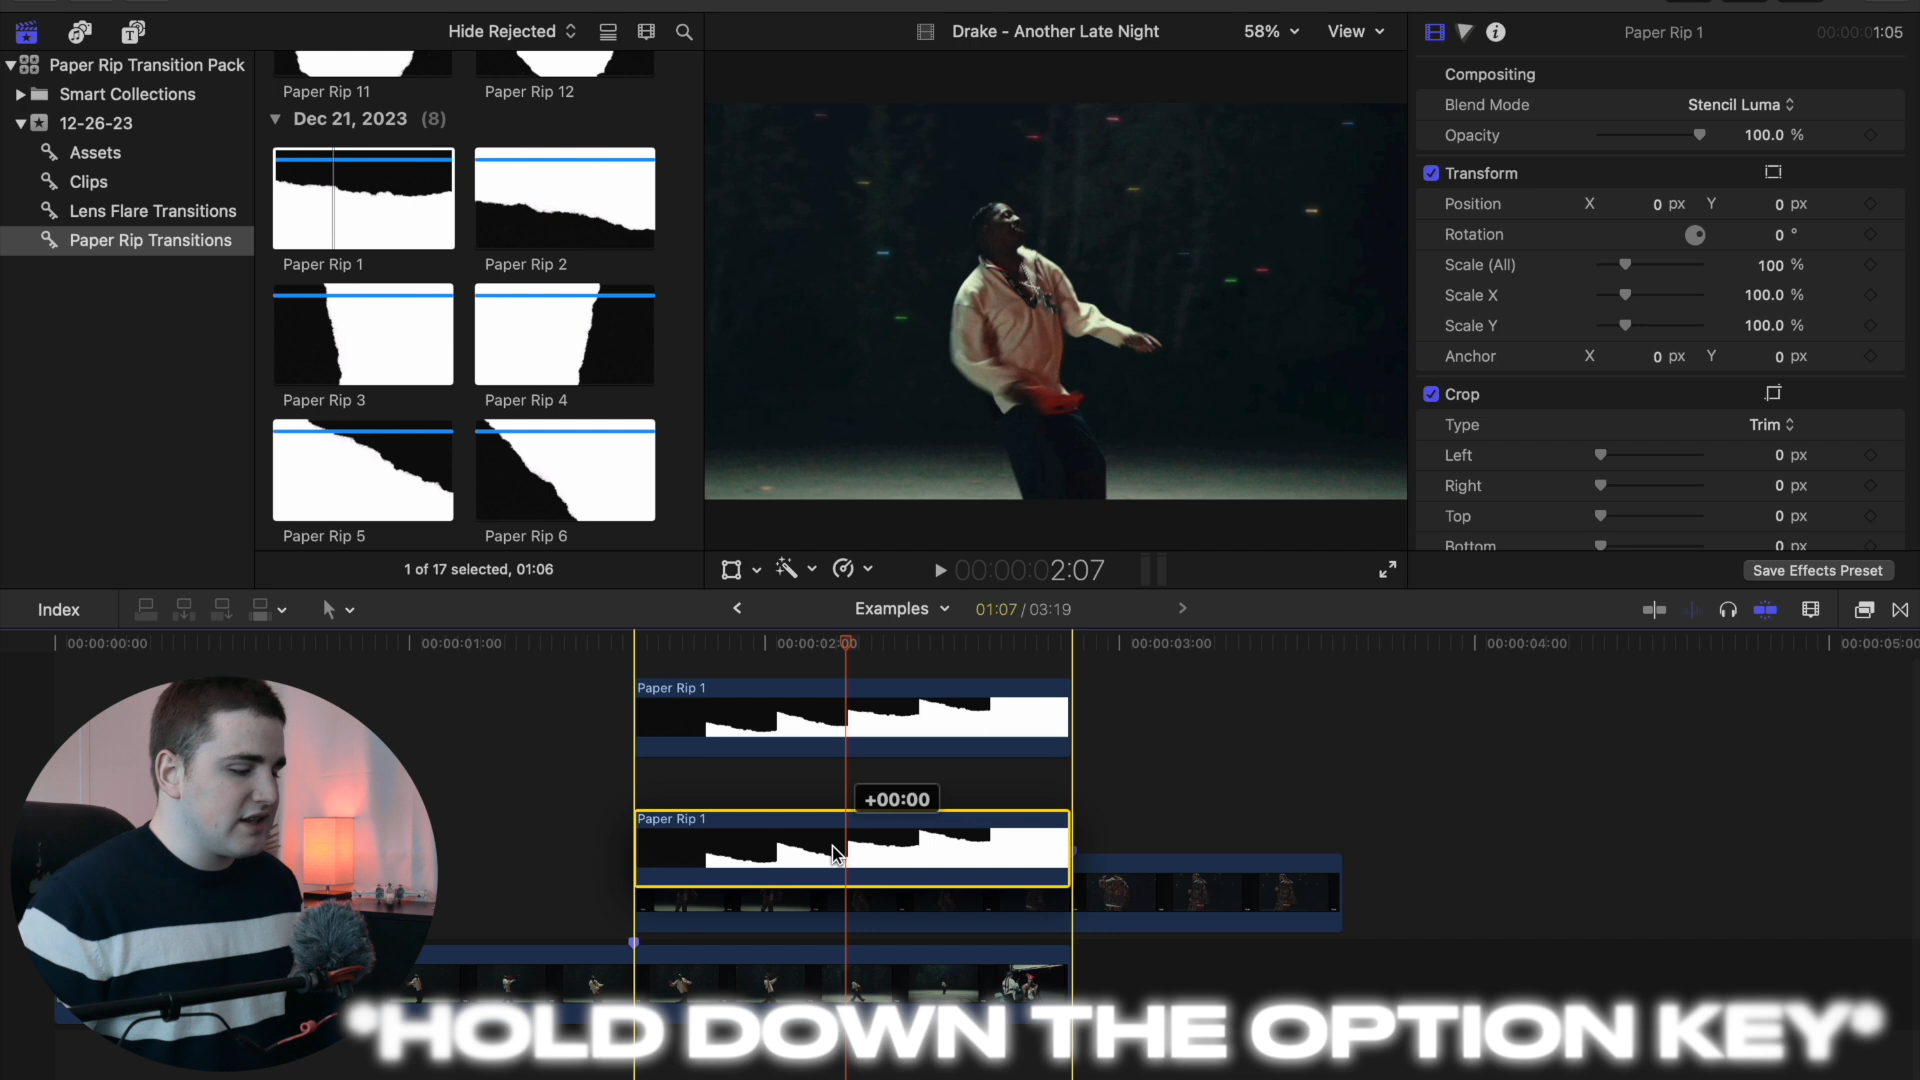 Hide Rejected
Drake - Another Late Night
58%
View
Paper Rip 1
00:00:01:05
Paper Rip Transition Pack
Smart Collections
12-26-23
Assets
Clips
Lens Flare Transitions
Paper Rip Transitions
Paper Rip 11
Paper Rip 12
Dec 21, 2023 (8)
Paper Rip 1
Paper Rip 2
Paper Rip 3
Paper Rip 4
Paper Rip 5
Paper Rip 6
1 of 17 selected, 01:06
00:00:00 2:07
Compositing
Blend Mode Stencil Luma
Opacity 100.0 %
Transform
Position X 0 px Y 0 px
Rotation 0 °
Scale (All) 100 %
Scale X 100.0 %
Scale Y 100.0 %
Anchor X 0 px Y 0 px
Crop
Type Trim
Left 0 px
Right 0 px
Top 0 px
Bottom 0 px
Save Effects Preset
Index
Examples
01:07 / 03:19
00:00:00:00
00:00:01:00
00:00:02:00
00:00:03:00
00:00:04:00
00:00:05:00
Paper Rip 1
+00:00
Paper Rip 1
*HOLD DOWN THE OPTION KEY*